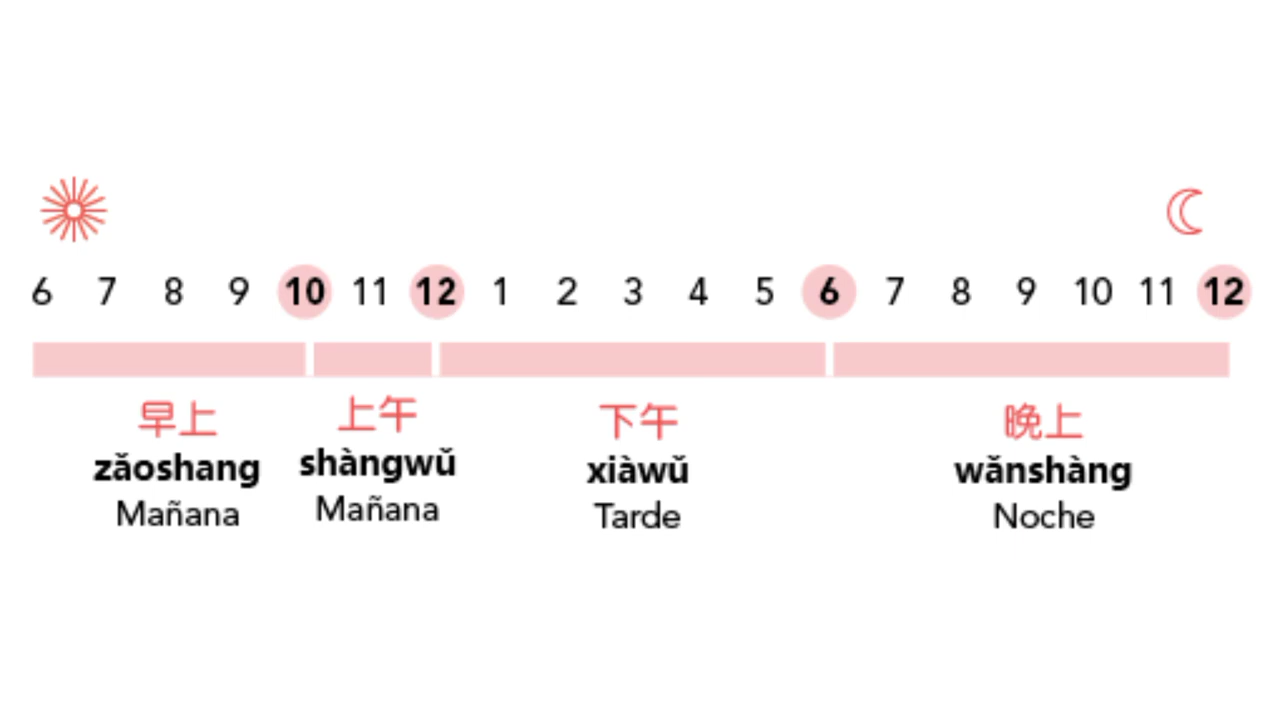 6 7 8 9 10 11 12 1 2 3 4 5 6 7 8 9 10 11 12
早上
zǎoshang
Mañana
上午
shàngwǔ
Mañana
下午
xiàwǔ
Tarde
晚上
wǎnshàng
Noche